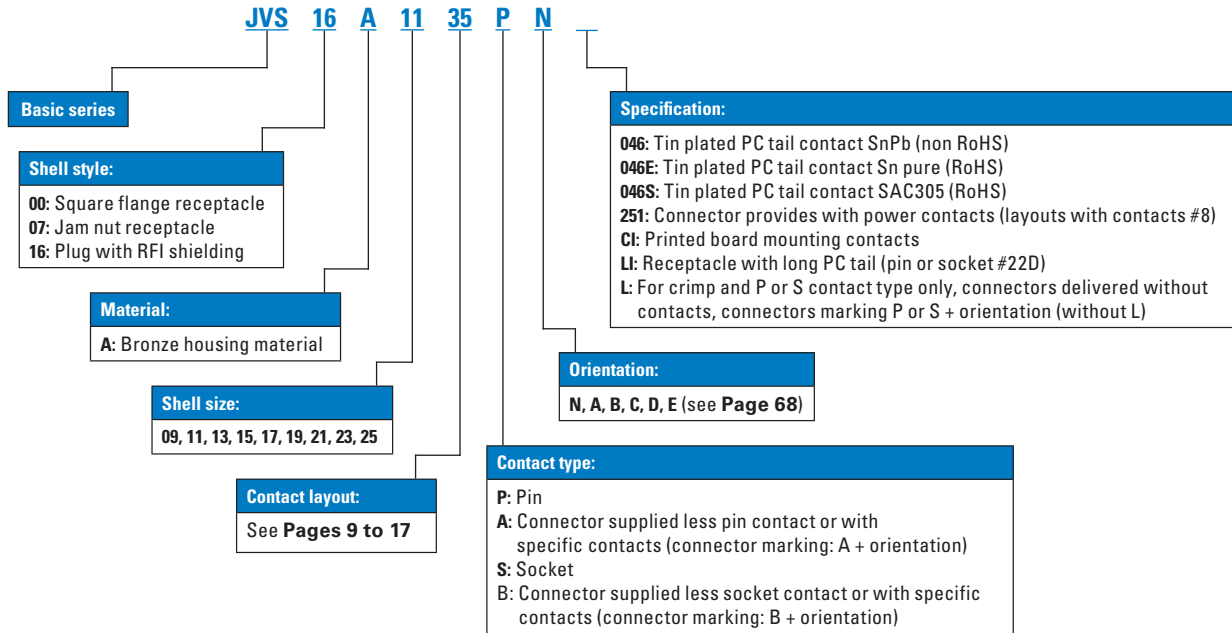 JVS 16 A 11 35 P N _
Basic series
Shell style:
00: Square flange receptacle
07: Jam nut receptacle
16: Plug with RFI shielding
Material:
A: Bronze housing material
Shell size:
09, 11, 13, 15, 17, 19, 21, 23, 25
Contact layout:
See Pages 9 to 17
Specification:
046: Tin plated PC tail contact SnPb (non RoHS)
046E: Tin plated PC tail contact Sn pure (RoHS)
046S: Tin plated PC tail contact SAC305 (RoHS)
251: Connector provides with power contacts (layouts with contacts #8)
CI: Printed board mounting contacts
LI: Receptacle with long PC tail (pin or socket #22D)
L: For crimp and P or S contact type only, connectors delivered without
contacts, connectors marking P or S + orientation (without L)
Orientation:
N, A, B, C, D, E (see Page 68)
Contact type:
P: Pin
A: Connector supplied less pin contact or with
specific contacts (connector marking: A + orientation)
S: Socket
B: Connector supplied less socket contact or with specific
contacts (connector marking: B + orientation)